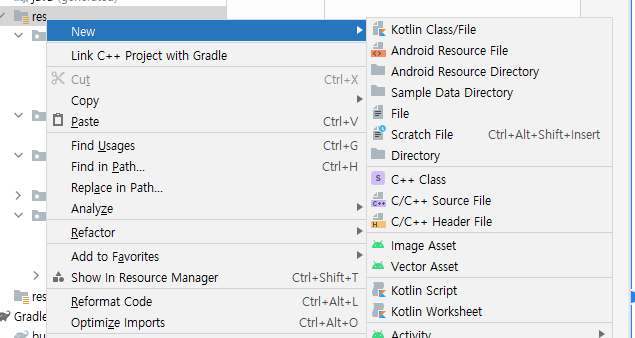 res
New
Link C++ Project with Gradle
Cut Ctrl+X
Copy
Paste Ctrl+V
Find Usages Ctrl+G
Find in Path... Ctrl+H
Replace in Path...
Analyze
Refactor
Add to Favorites
Show In Resource Manager Ctrl+Shift+T
Reformat Code Ctrl+Alt+L
Optimize Imports Ctrl+Alt+O
Kotlin Class/File
Android Resource File
Android Resource Directory
Sample Data Directory
File
Scratch File Ctrl+Alt+Shift+Insert
Directory
S C++ Class
C++ C/C++ Source File
H C/C++ Header File
Image Asset
Vector Asset
Kotlin Script
Kotlin Worksheet
Activity
res
Gradle
bu